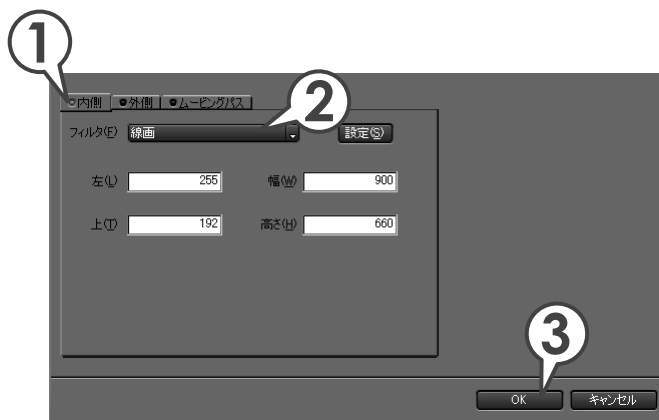 1
内側 外側 ムービングパス
2
フィルタ(F) 線画 設定(S)
左(L) 255 幅(W) 900
上(T) 192 高さ(H) 660
3
OK キャンセル